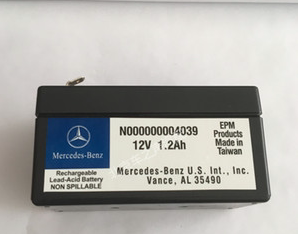 N000000004039
12V 1.2Ah
EPM
Products
Made in
Taiwan
Mercedes-Benz
Rechargeable
Lead-Acid Battery
NON SPILLABLE
Mercedes-Benz U.S. Int., Inc.
Vance, AL 35490